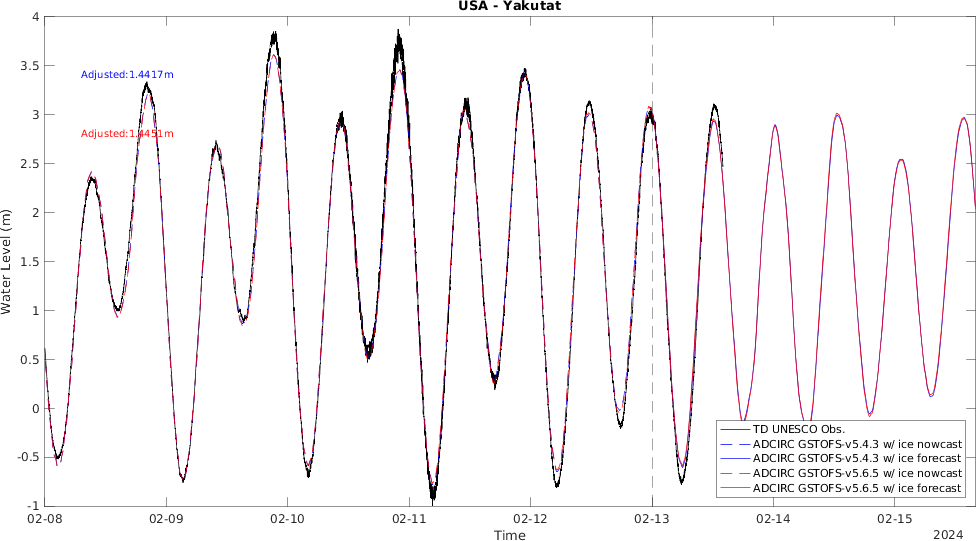 USA - Yakutat
4
3.5
3
2.5
2
1.5
1
0.5
0
-0.5
-1
Water Level (m)
Adjusted:1.4417m
Adjusted:1.4451m
TD UNESCO Obs.
ADCIRC GSTOFS-v5.4.3 w/ ice nowcast
ADCIRC GSTOFS-v5.4.3 w/ ice forecast
ADCIRC GSTOFS-v5.6.5 w/ ice nowcast
ADCIRC GSTOFS-v5.6.5 w/ ice forecast
02-08 02-09 02-10 02-11 02-12 02-13 02-14 02-15
Time
2024